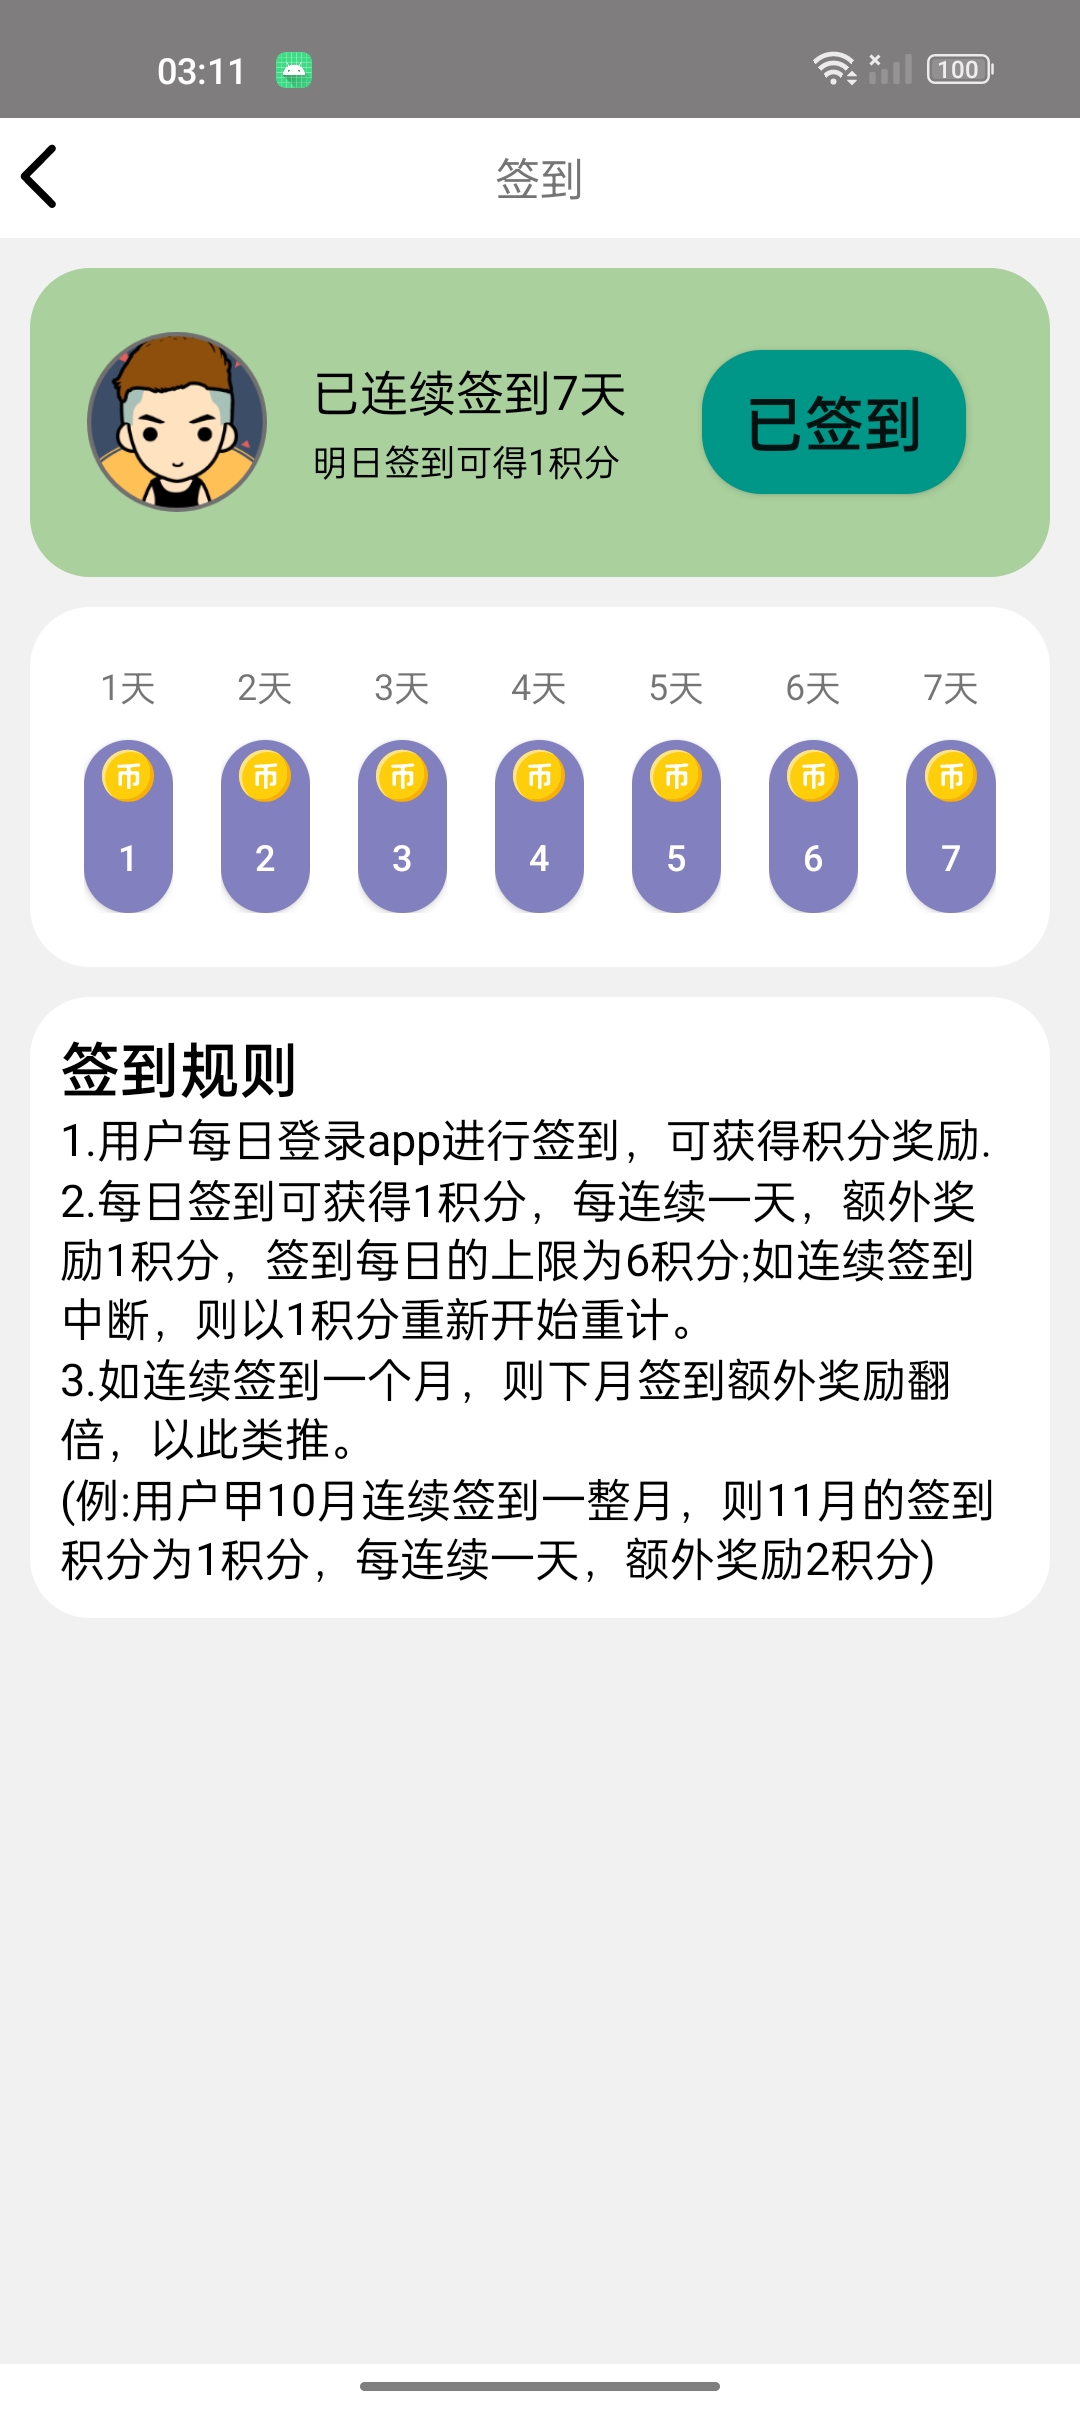 03:11
100
签到
已连续签到7天
明日签到可得1积分
已签到
1天 2天 3天 4天 5天 6天 7天
币 币 币 币 币 币 币
1 2 3 4 5 6 7
签到规则
1.用户每日登录app进行签到，可获得积分奖励.
2.每日签到可获得1积分，每连续一天，额外奖
励1积分，签到每日的上限为6积分;如连续签到
中断，则以1积分重新开始重计。
3.如连续签到一个月，则下月签到额外奖励翻
倍，以此类推。
(例:用户甲10月连续签到一整月，则11月的签到
积分为1积分，每连续一天，额外奖励2积分)